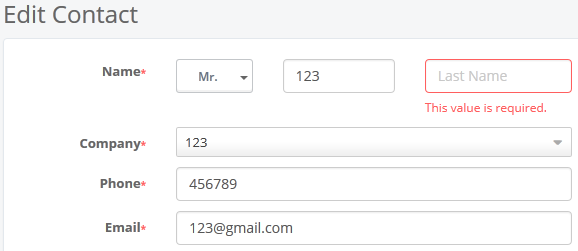 Edit Contact
Name* Mr. 123 Last Name
This value is required.
Company* 123
Phone* 456789
Email* 123@gmail.com